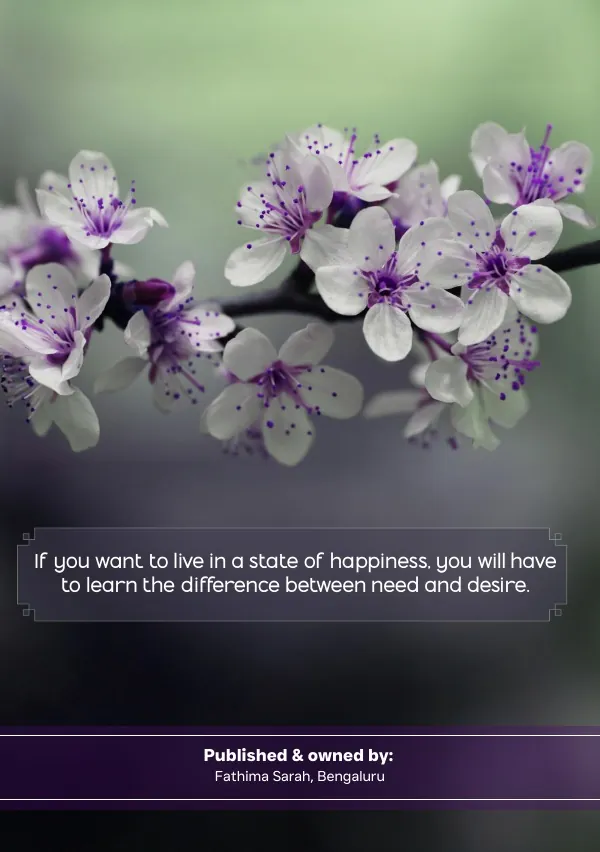 If you want to live in a state of happiness, you will have
to learn the difference between need and desire.
Published & owned by:
Fathima Sarah, Bengaluru